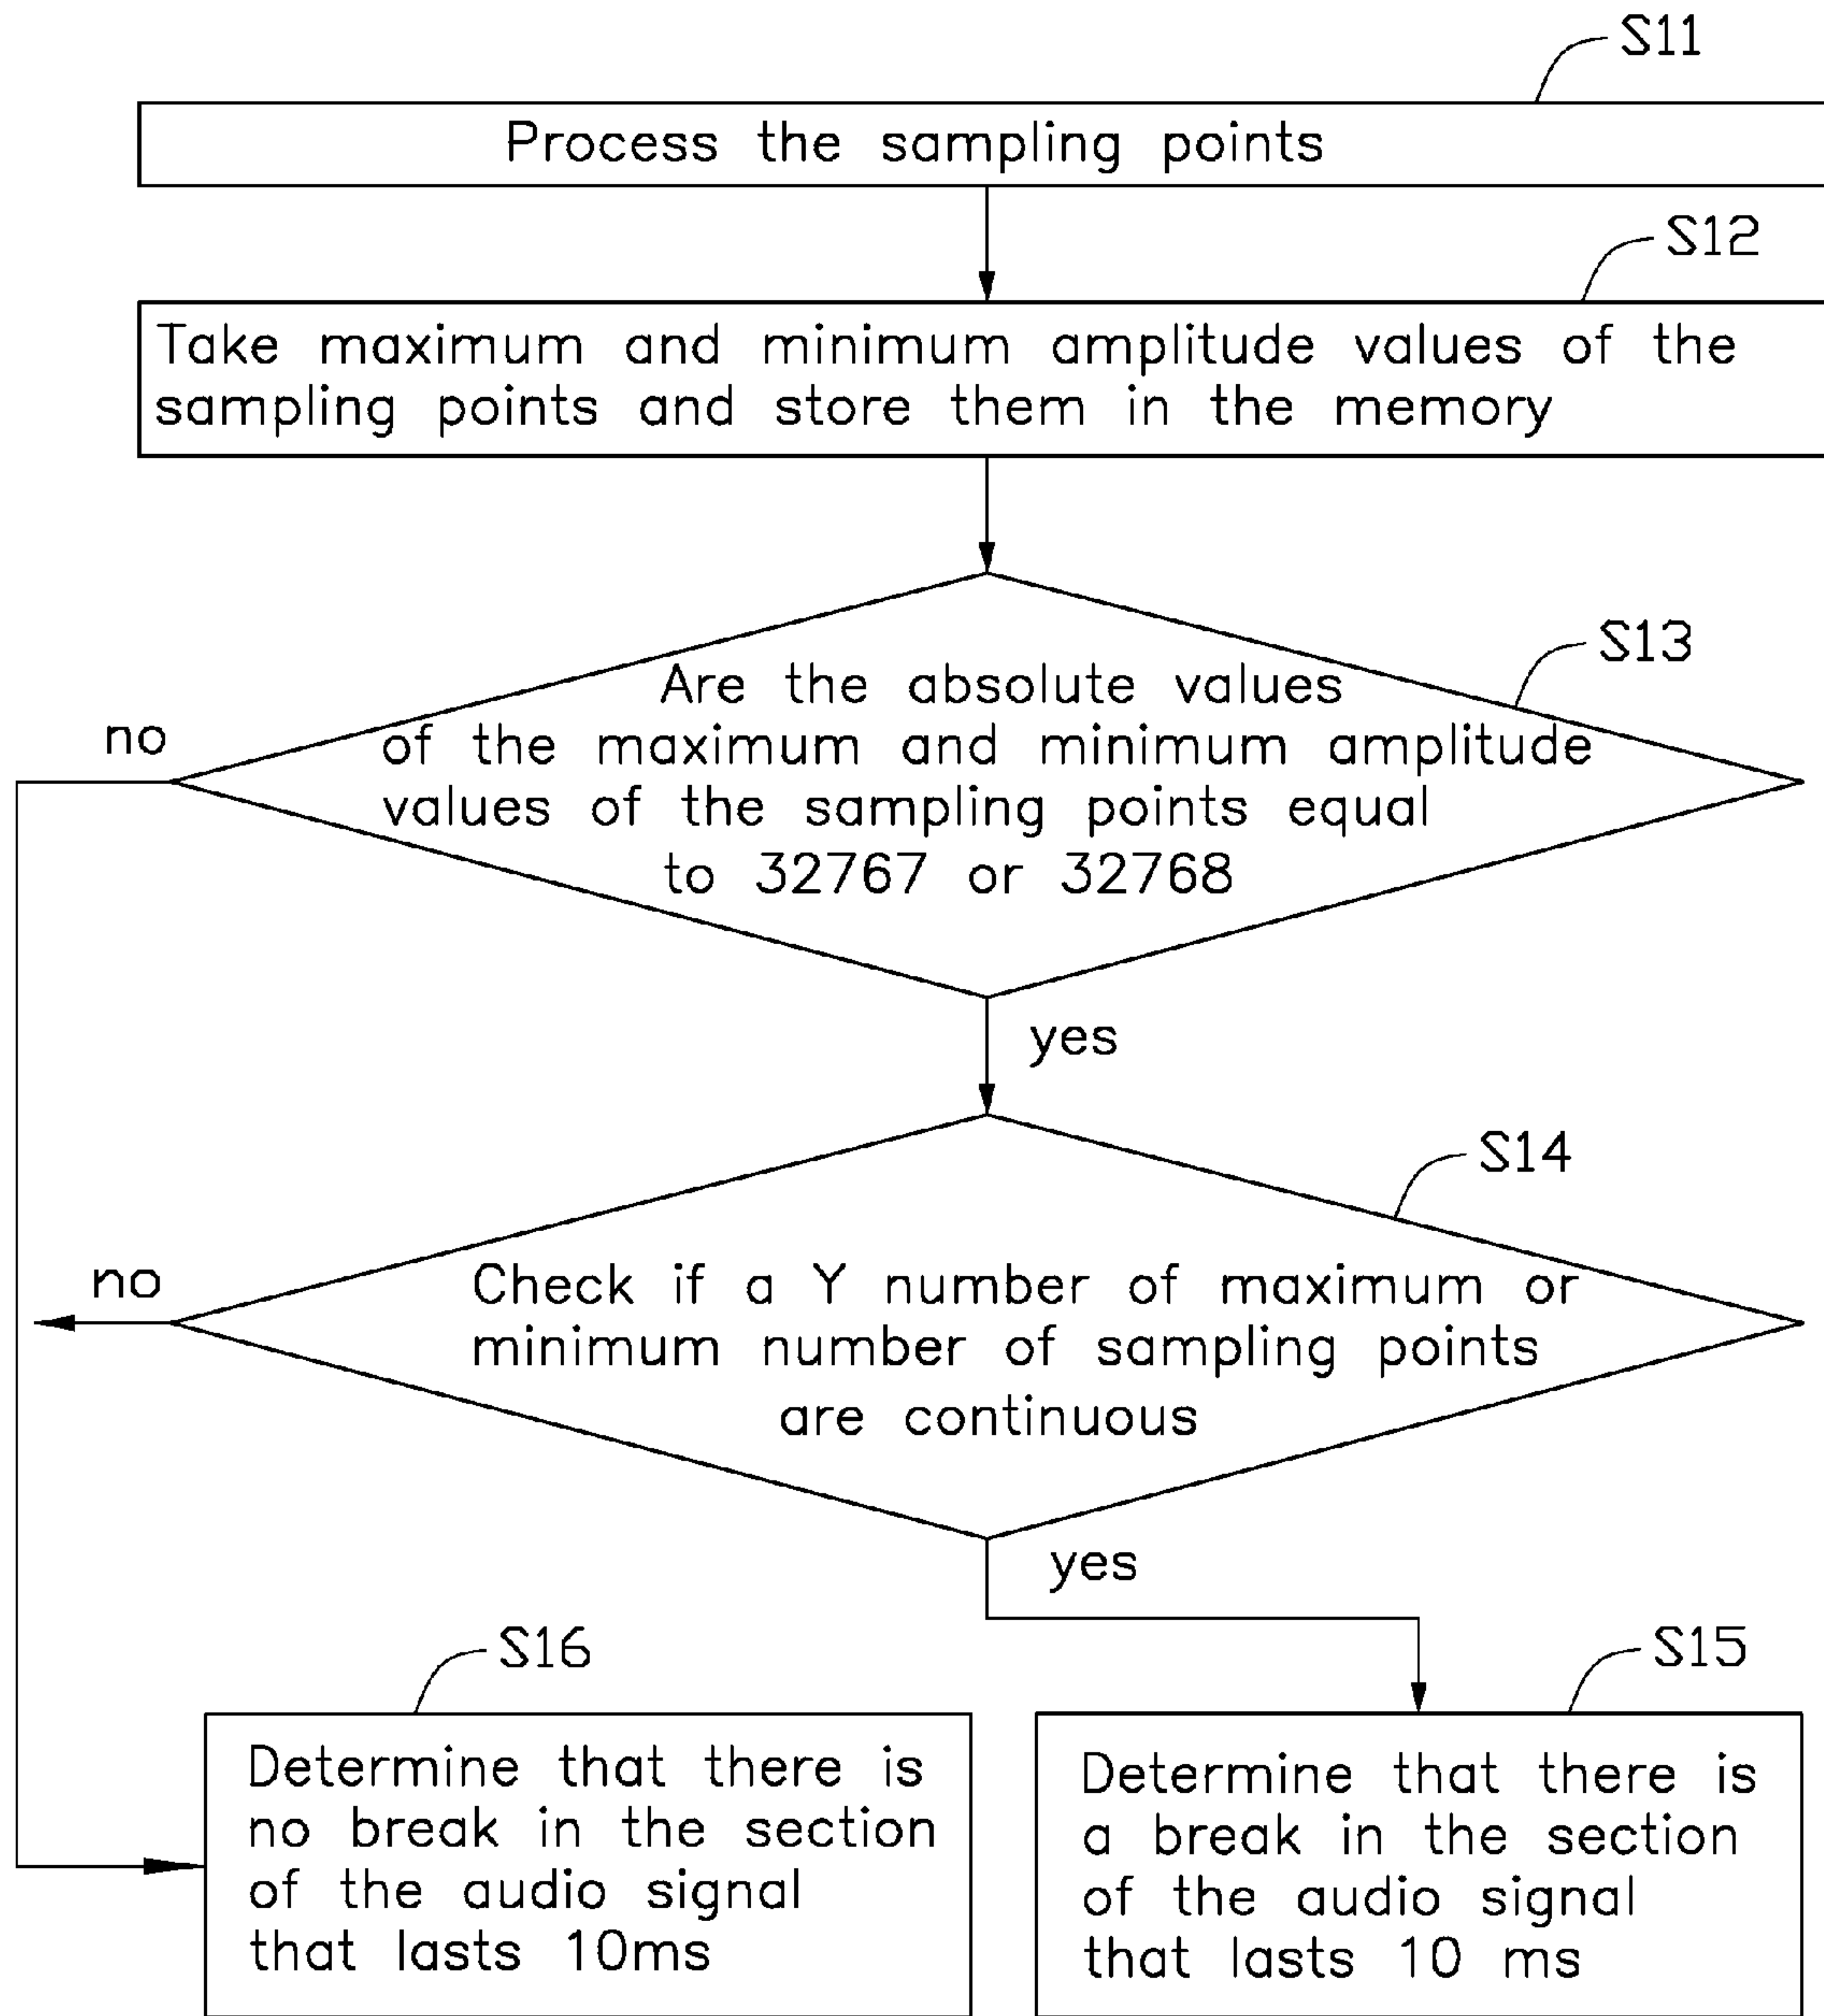 S11
Process the sampling points
S12
Take maximum and minimum amplitude values of the
sampling points and store them in the memory
S13
Are the absolute values
of the maximum and minimum amplitude
values of the sampling points equal
to 32767 or 32768
no
yes
S14
Check if a Y number of maximum or
minimum number of sampling points
are continuous
no
yes
S16
Determine that there is
no break in the section
of the audio signal
that lasts 10ms
S15
Determine that there is
a break in the section
of the audio signal
that lasts 10 ms